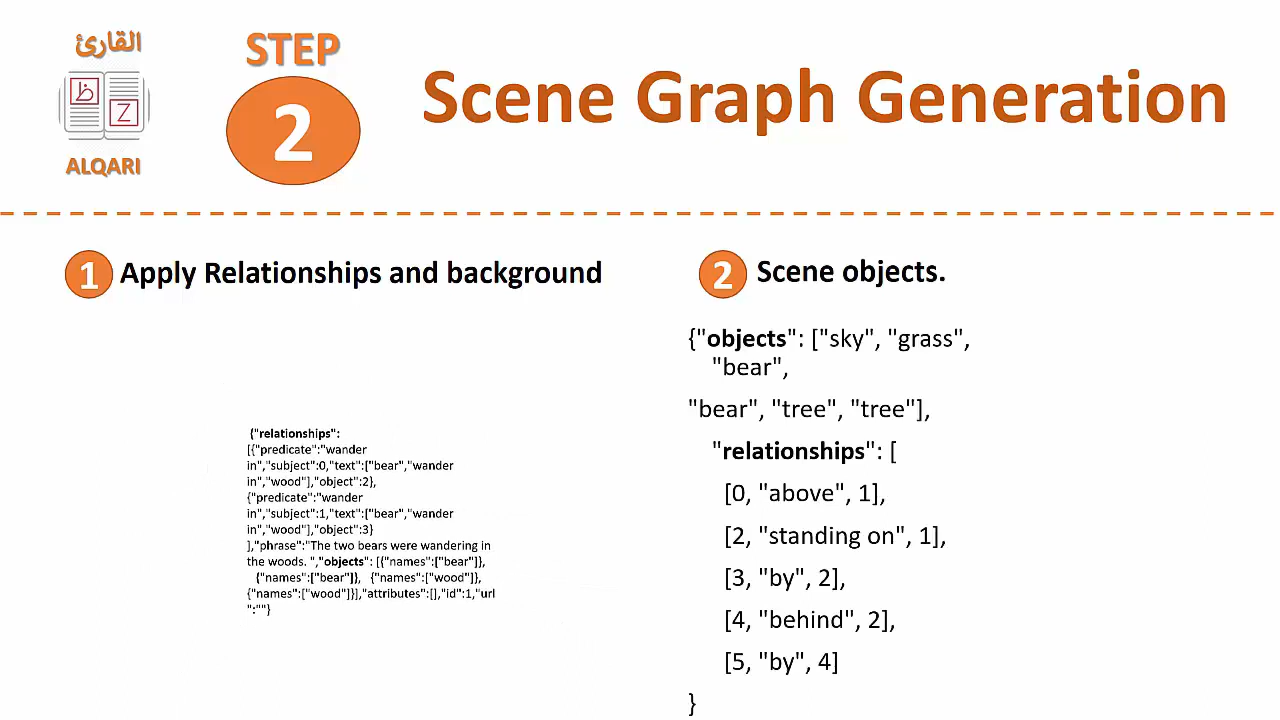 القارئ
ALQARI
STEP
2
Scene Graph Generation
1 Apply Relationships and background
{"relationships":
[{"predicate":"wander
in","subject":0,"text":["bear","wander
in","wood"],"object":2},
{"predicate":"wander
in","subject":1,"text":["bear","wander
in","wood"],"object":3}
],"phrase":"The two bears were wandering in
the woods. ","objects": [{"names":["bear"]},
{"names":["bear"]}, {"names":["wood"]},
{"names":["wood"]}],"attributes":[],"id":1,"url
":""}
2 Scene objects.
{"objects": ["sky", "grass",
"bear",
"bear", "tree", "tree"],
"relationships": [
[0, "above", 1],
[2, "standing on", 1],
[3, "by", 2],
[4, "behind", 2],
[5, "by", 4]
}